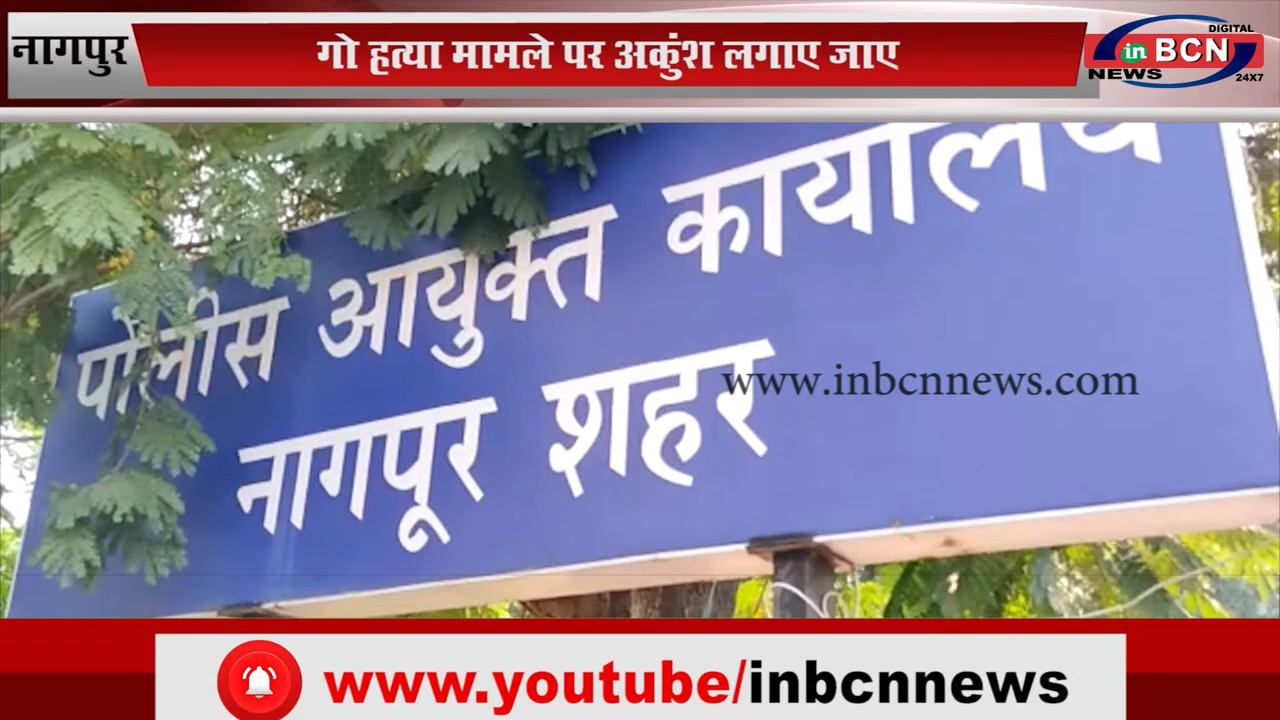 नागपुर
गो हत्या मामले पर अकुंश लगाए जाए
DIGITAL
in BCN
NEWS
24X7
पोलीस आयुक्त कार्यालय
नागपूर शहर
www.inbcnnews.com
www.youtube/inbcnnews